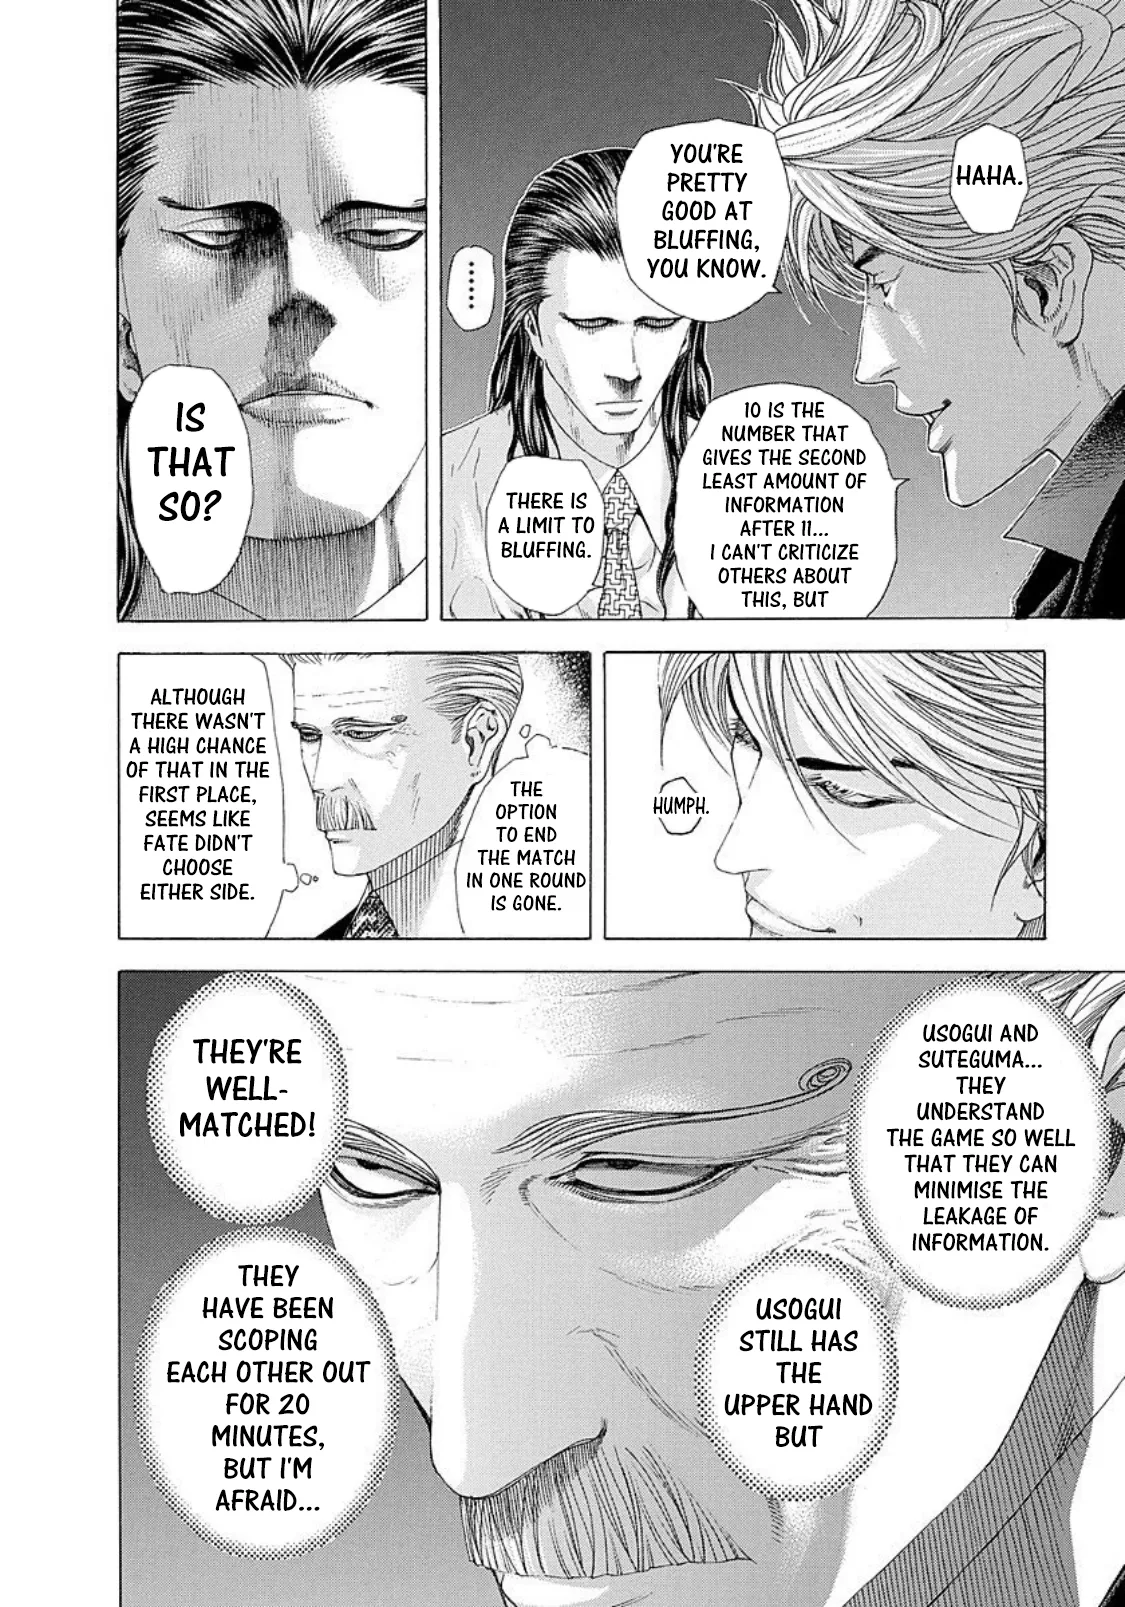 HAHA.
YOU'RE
PRETTY
GOOD AT
BLUFFING,
YOU KNOW.
......
10 IS THE
NUMBER THAT
GIVES THE SECOND
LEAST AMOUNT OF
INFORMATION
AFTER 11...
I CAN'T CRITICIZE
OTHERS ABOUT
THIS, BUT
THERE IS
A LIMIT TO
BLUFFING.
IS
THAT
SO?
HUMPH.
THE
OPTION
TO END
THE MATCH
IN ONE ROUND
IS GONE.
ALTHOUGH
THERE WASN'T
A HIGH CHANCE
OF THAT IN THE
FIRST PLACE,
SEEMS LIKE
FATE DIDN'T
CHOOSE
EITHER SIDE.
USOGUI AND
SUTEGUMA...
THEY
UNDERSTAND
THE GAME SO WELL
THAT THEY CAN
MINIMISE THE
LEAKAGE OF
INFORMATION.
USOGUI
STILL HAS
THE
UPPER HAND
BUT
THEY'RE
WELL-
MATCHED!
THEY
HAVE BEEN
SCOPING
EACH OTHER OUT
FOR 20
MINUTES,
BUT I'M
AFRAID...